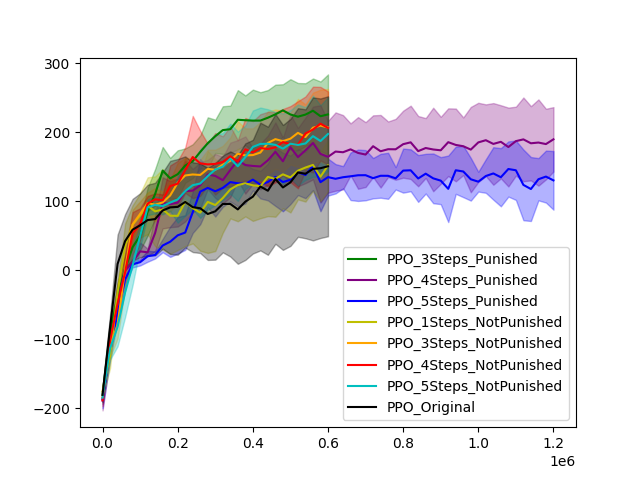 300
200
100
0
−100
−200
0.0
0.2
0.4
0.6
0.8
1.0
1.2
1e6
PPO_3Steps_Punished
PPO_4Steps_Punished
PPO_5Steps_Punished
PPO_1Steps_NotPunished
PPO_3Steps_NotPunished
PPO_4Steps_NotPunished
PPO_5Steps_NotPunished
PPO_Original